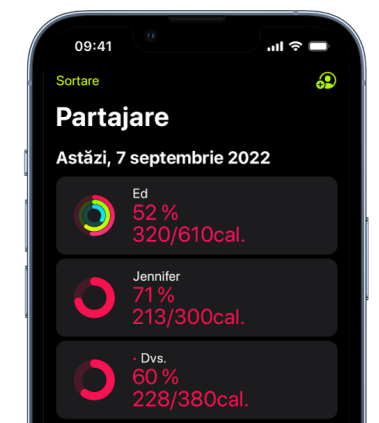 09:41
Sortare
Partajare
Astăzi, 7 septembrie 2022
Ed
52 %
320/610cal.
Jennifer
71 %
213/300cal.
· Dvs.
60 %
228/380cal.